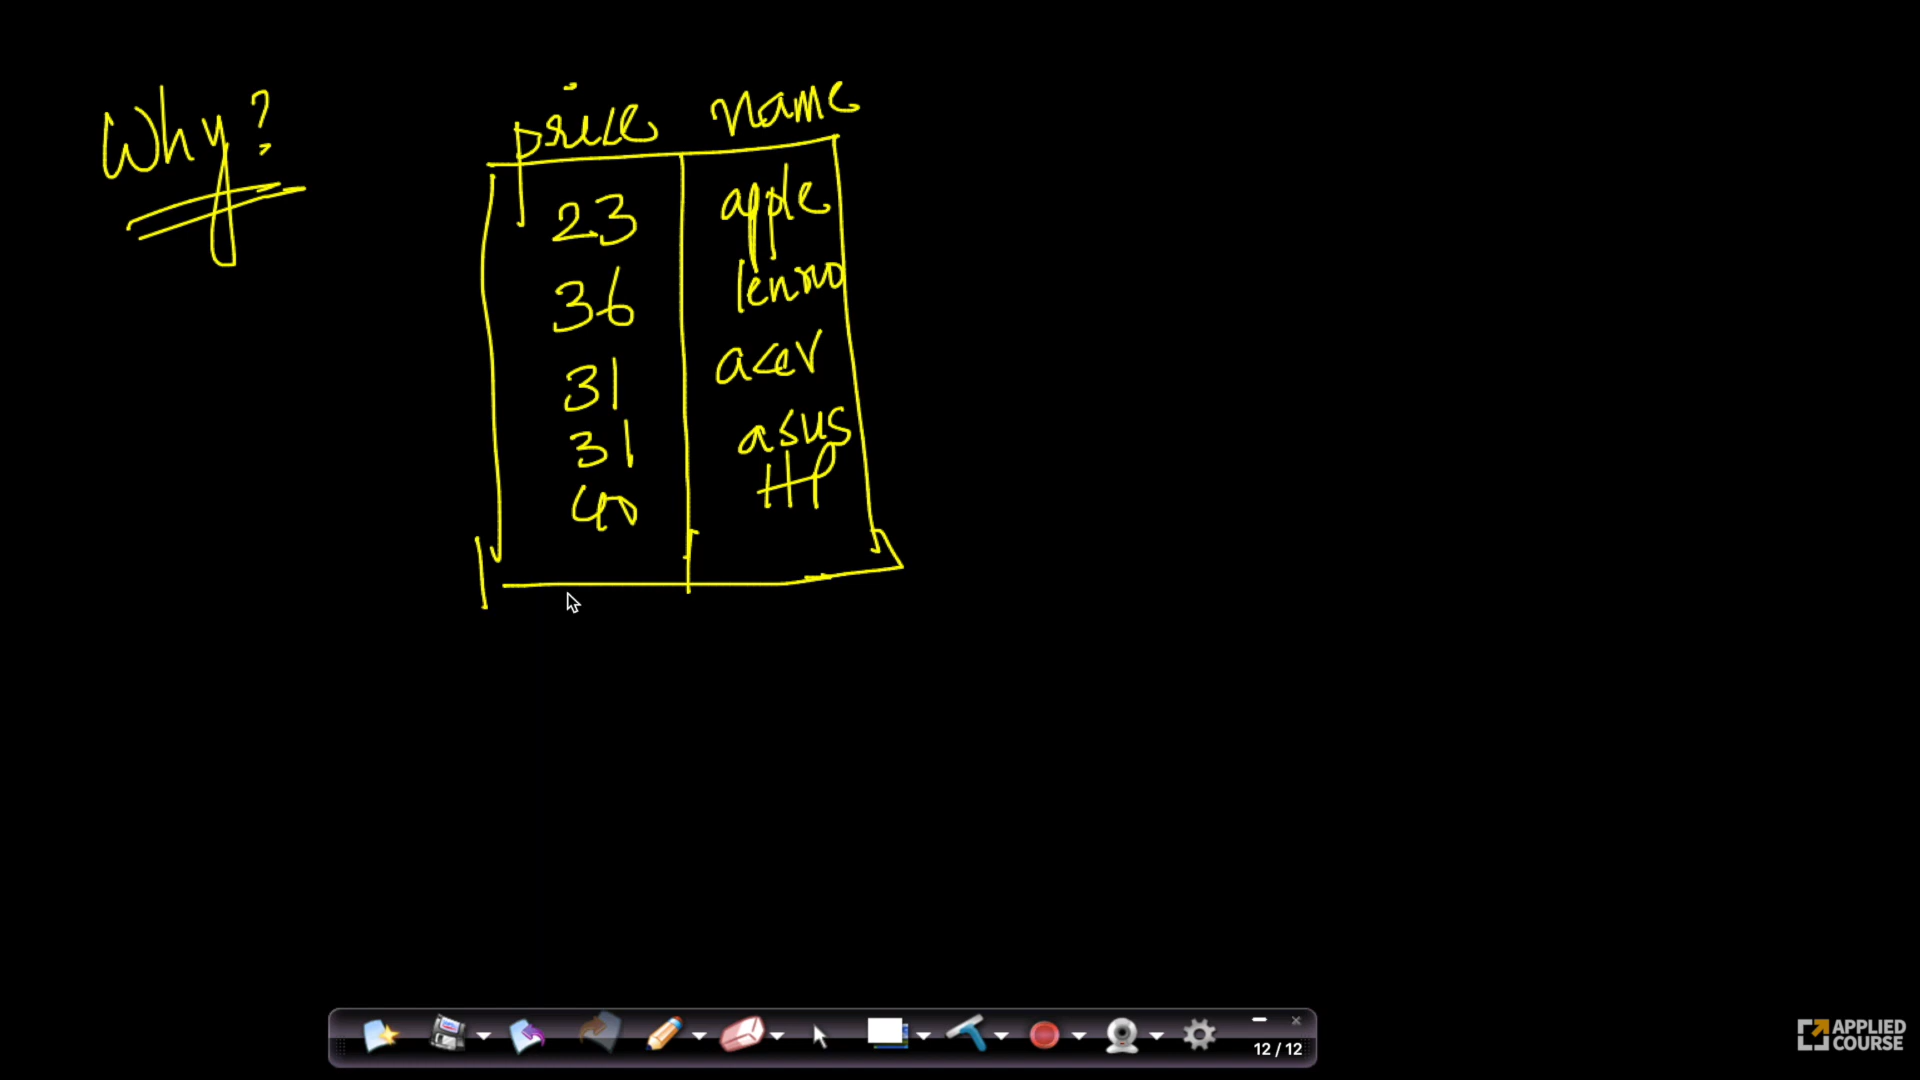 Why?
price name
23 apple
36 lenovo
31 acer
31 asus
40 HP
12 / 12
APPLIED
COURSE